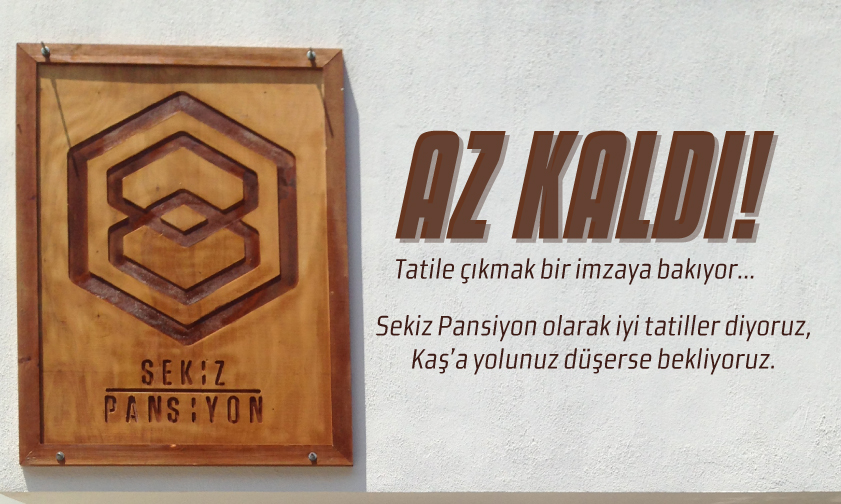 SEKİZ
PANSİYON
AZ KALDI!
Tatile çıkmak bir imzaya bakıyor...
Sekiz Pansiyon olarak iyi tatiller diyoruz,
Kaş'a yolunuz düşerse bekliyoruz.